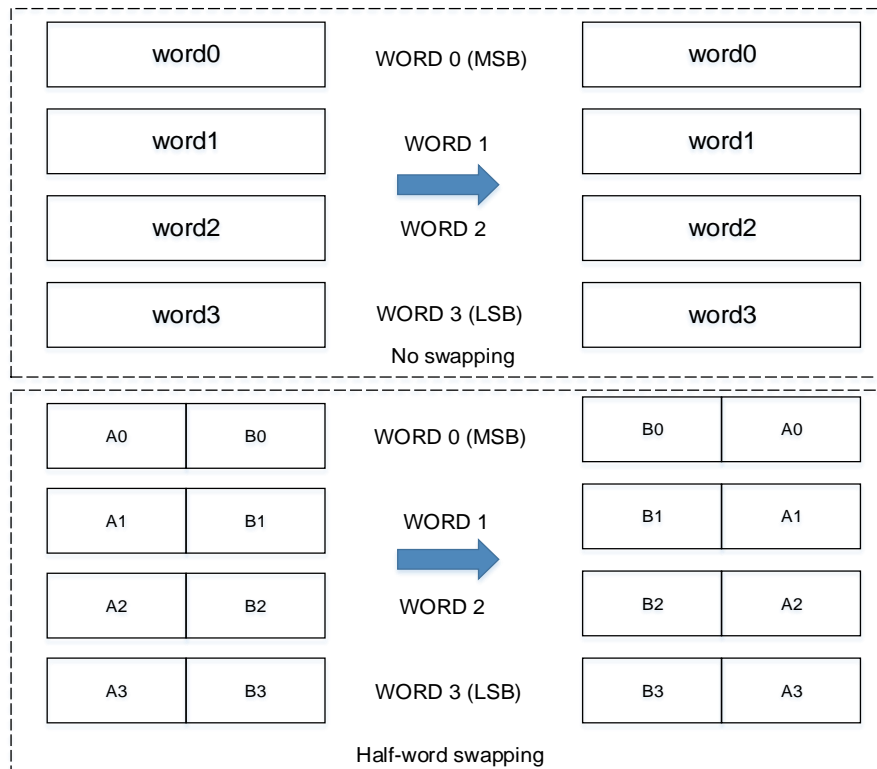 word0 WORD 0 (MSB) word0
word1 WORD 1 word1
word2 WORD 2 word2
word3 WORD 3 (LSB) word3
No swapping
A0 B0 WORD 0 (MSB) B0 A0
A1 B1 WORD 1 B1 A1
A2 B2 WORD 2 B2 A2
A3 B3 WORD 3 (LSB) B3 A3
Half-word swapping